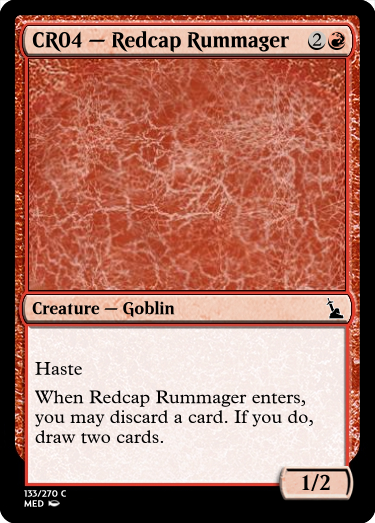 CR04 — Redcap Rummager 2
Creature — Goblin
Haste
When Redcap Rummager enters,
you may discard a card. If you do,
draw two cards.
1/2
133/270 C
MED